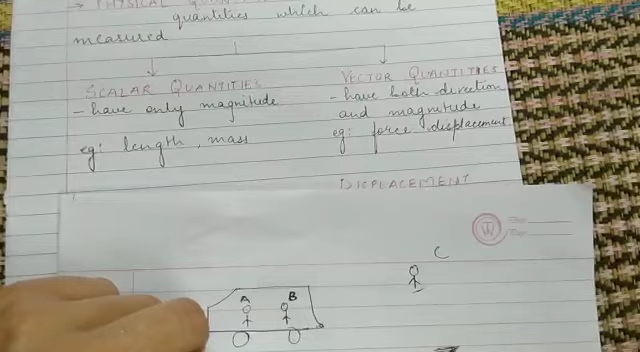 → PHYSICAL
quantities which can be
measured
SCALAR QUANTITIES
- have only magnitude
eg: length, mass
VECTOR QUANTITIES
- have both direction
and magnitude
eg: force displacement
DISPLACEMENT
C
A B